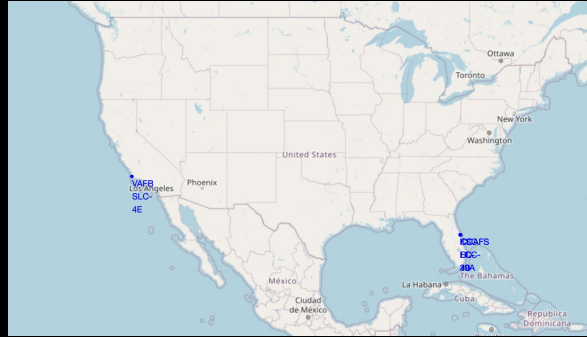 Ottawa
Toronto
New York
Washington
United States
VAFB
Los Angeles
Phoenix
SLC-
4E
The Bahamas
La Habana
México
Cuba
Ciudad
de México
Republica
Dominicana